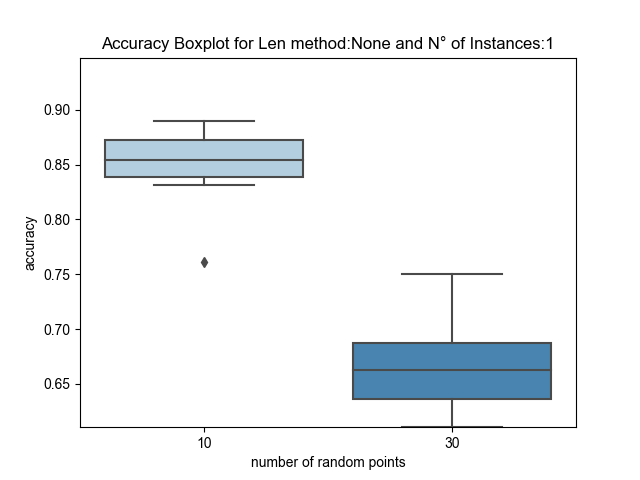 Accuracy Boxplot for Len method:None and N° of Instances:1
accuracy
0.90
0.85
0.80
0.75
0.70
0.65
10
30
number of random points